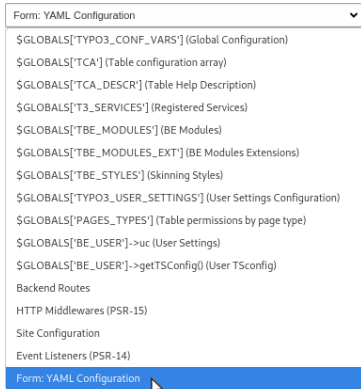 Form: YAML Configuration
$GLOBALS['TYPO3_CONF_VARS'] (Global Configuration)
$GLOBALS['TCA'] (Table configuration array)
$GLOBALS['TCA_DESCR'] (Table Help Description)
$GLOBALS['T3_SERVICES'] (Registered Services)
$GLOBALS['TBE_MODULES'] (BE Modules)
$GLOBALS['TBE_MODULES_EXT'] (BE Modules Extensions)
$GLOBALS['TBE_STYLES'] (Skinning Styles)
$GLOBALS['TYPO3_USER_SETTINGS'] (User Settings Configuration)
$GLOBALS['PAGES_TYPES'] (Table permissions by page type)
$GLOBALS['BE_USER']->uc (User Settings)
$GLOBALS['BE_USER']->getTSConfig() (User TSconfig)
Backend Routes
HTTP Middlewares (PSR-15)
Site Configuration
Event Listeners (PSR-14)
Form: YAML Configuration